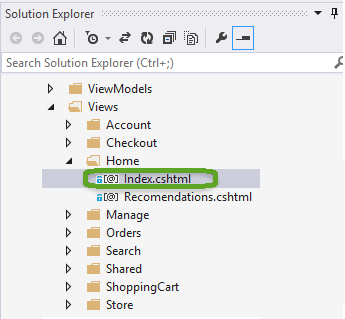 Solution Explorer
Search Solution Explorer (Ctrl+;)
ViewModels
Views
Account
Checkout
Home
[@] Index.cshtml
[@] Recomendations.cshtml
Manage
Orders
Search
Shared
ShoppingCart
Store